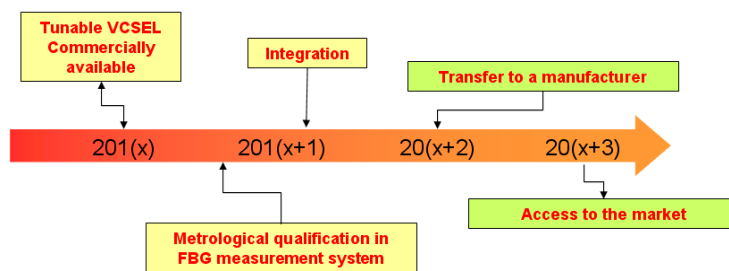 Tunable VCSEL
Commercially
available
Integration
Transfer to a manufacturer
201(x)
201(x+1)
20(x+2)
20(x+3)
Metrological qualification in
FBG measurement system
Access to the market